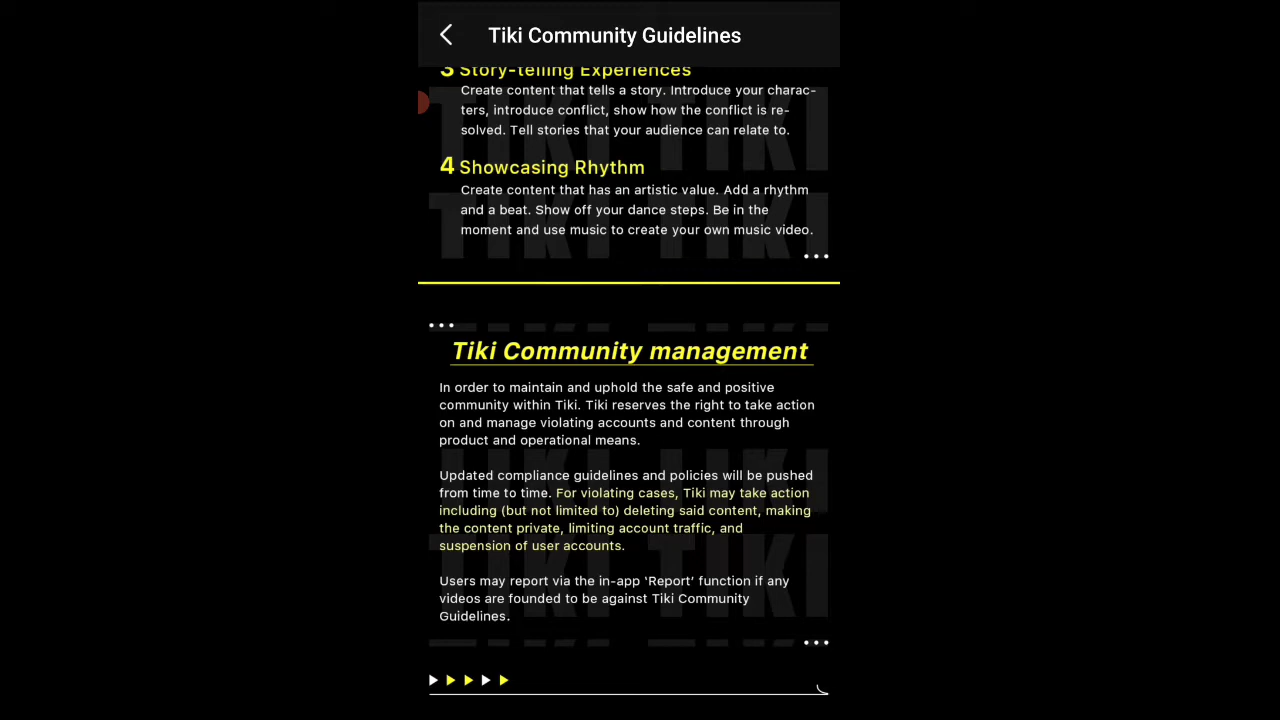 Tiki Community Guidelines
3 Story-telling Experiences
Create content that tells a story. Introduce your charac-
ters, introduce conflict, show how the conflict is re-
solved. Tell stories that your audience can relate to.
4 Showcasing Rhythm
Create content that has an artistic value. Add a rhythm
and a beat. Show off your dance steps. Be in the
moment and use music to create your own music video.
Tiki Community management
In order to maintain and uphold the safe and positive
community within Tiki. Tiki reserves the right to take action
on and manage violating accounts and content through
product and operational means.
Updated compliance guidelines and policies will be pushed
from time to time. For violating cases, Tiki may take action
including (but not limited to) deleting said content, making
the content private, limiting account traffic, and
suspension of user accounts.
Users may report via the in-app ‘Report’ function if any
videos are founded to be against Tiki Community
Guidelines.